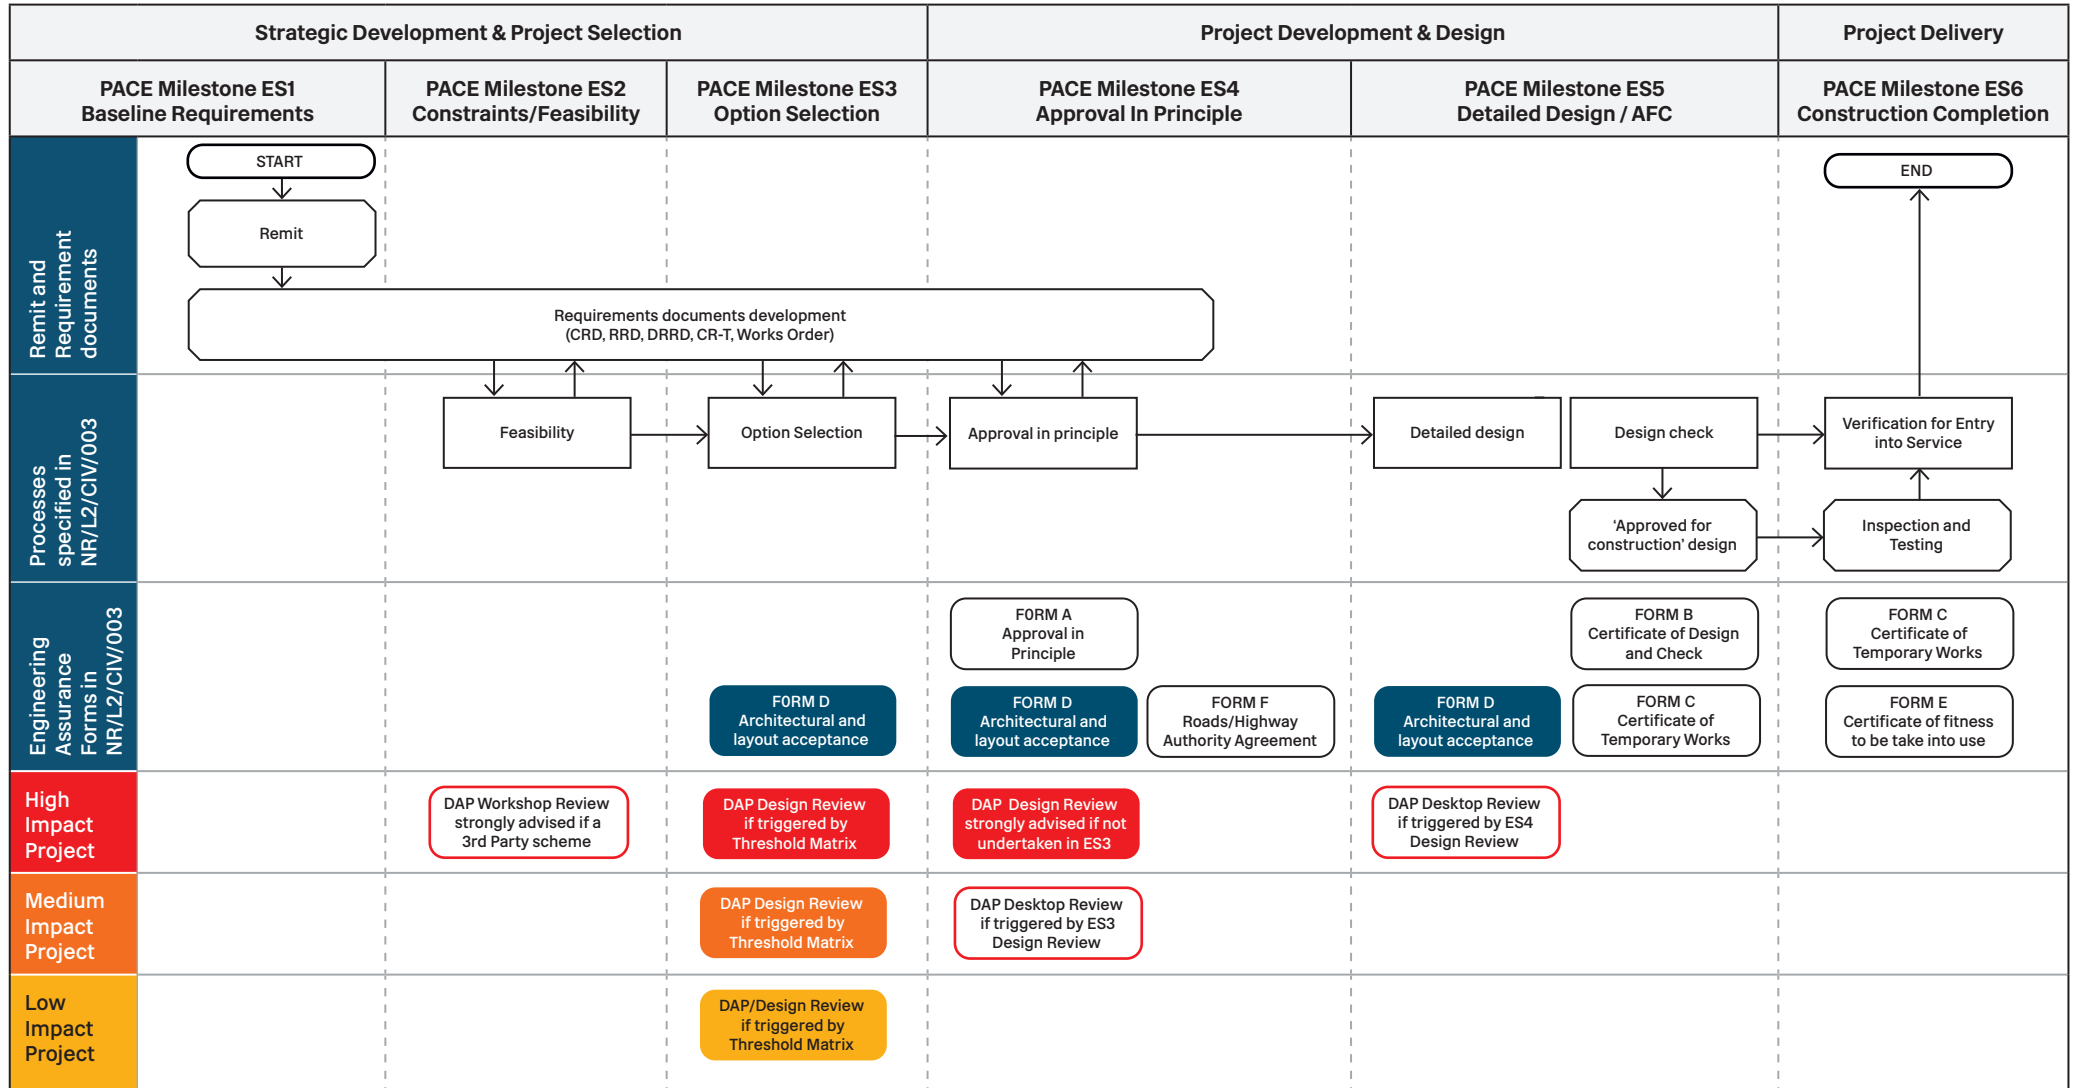 Strategic Development & Project Selection
Project Development & Design
Project Delivery
PACE Milestone ES1
Baseline Requirements
PACE Milestone ES2
Constraints/Feasibility
PACE Milestone ES3
Option Selection
PACE Milestone ES4
Approval In Principle
PACE Milestone ES5
Detailed Design / AFC
PACE Milestone ES6
Construction Completion
Remit and
Requirement
documents
START
Remit
Requirements documents development
(CRD, RRD, DRRD, CR-T, Works Order)
END
Processes
specified in
NR/L2/CIV/003
Feasibility
Option Selection
Approval in principle
Detailed design
Design check
Verification for Entry
into Service
‘Approved for
construction’ design
Inspection and
Testing
Engineering
Assurance
Forms in
NR/L2/CIV/003
FORM A
Approval in
Principle
FORM B
Certificate of Design
and Check
FORM C
Certificate of
Temporary Works
FORM D
Architectural and
layout acceptance
FORM D
Architectural and
layout acceptance
FORM F
Roads/Highway
Authority Agreement
FORM D
Architectural and
layout acceptance
FORM C
Certificate of
Temporary Works
FORM E
Certificate of fitness
to be take into use
High
Impact
Project
DAP Workshop Review
strongly advised if a
3rd Party scheme
DAP Design Review
if triggered by
Threshold Matrix
DAP Design Review
strongly advised if not
undertaken in ES3
DAP Desktop Review
if triggered by ES4
Design Review
Medium
Impact
Project
DAP Design Review
if triggered by
Threshold Matrix
DAP Desktop Review
if triggered by ES3
Design Review
Low
Impact
Project
DAP/Design Review
if triggered by
Threshold Matrix